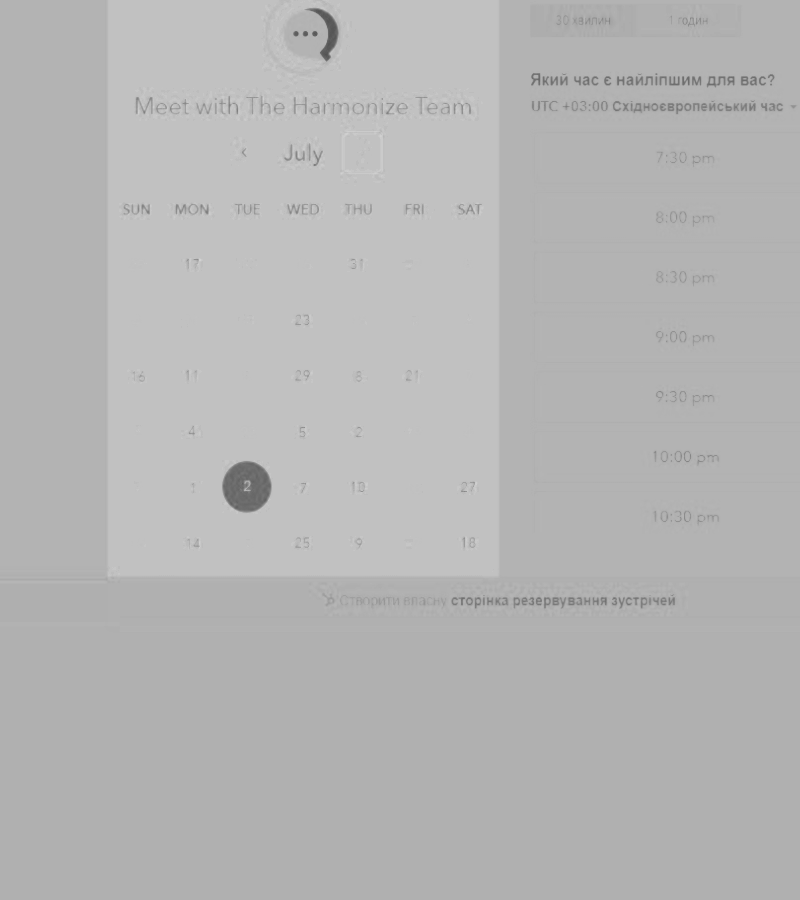 Meet with The Harmonize Team
July
SUN MON TUE WED THU FRI SAT
17 31
23
16 11 29 8 21
4 5 2
1 2 7 27
14 25 9 18
30 хвилин 1 годин
Який час є найліпшим для вас?
UTC +03:00 Східноєвропейський час
7:30 pm
8:00 pm
8:30 pm
9:00 pm
9:30 pm
10:00 pm
10:30 pm
Створити власну сторінка резервування зустрічей